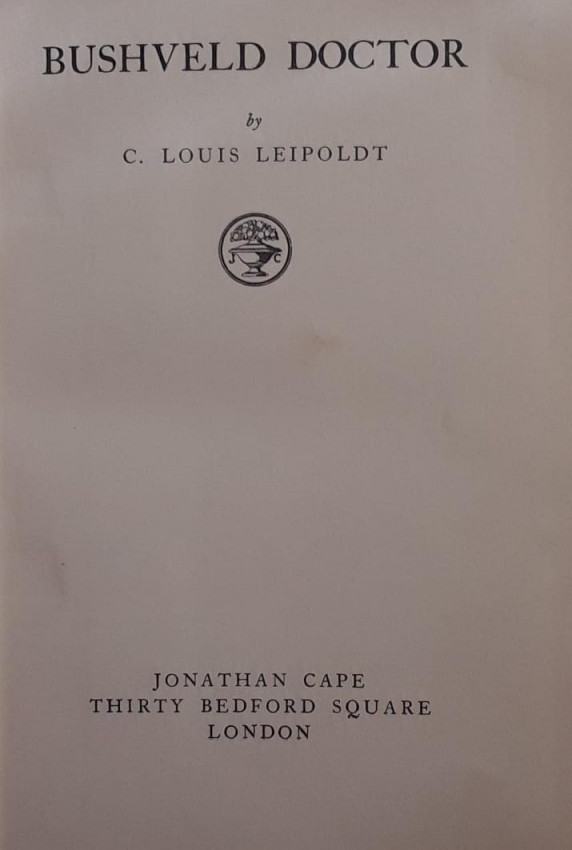 BUSHVELD DOCTOR
by
C. LOUIS LEIPOLDT
J C
JONATHAN CAPE
THIRTY BEDFORD SQUARE
LONDON